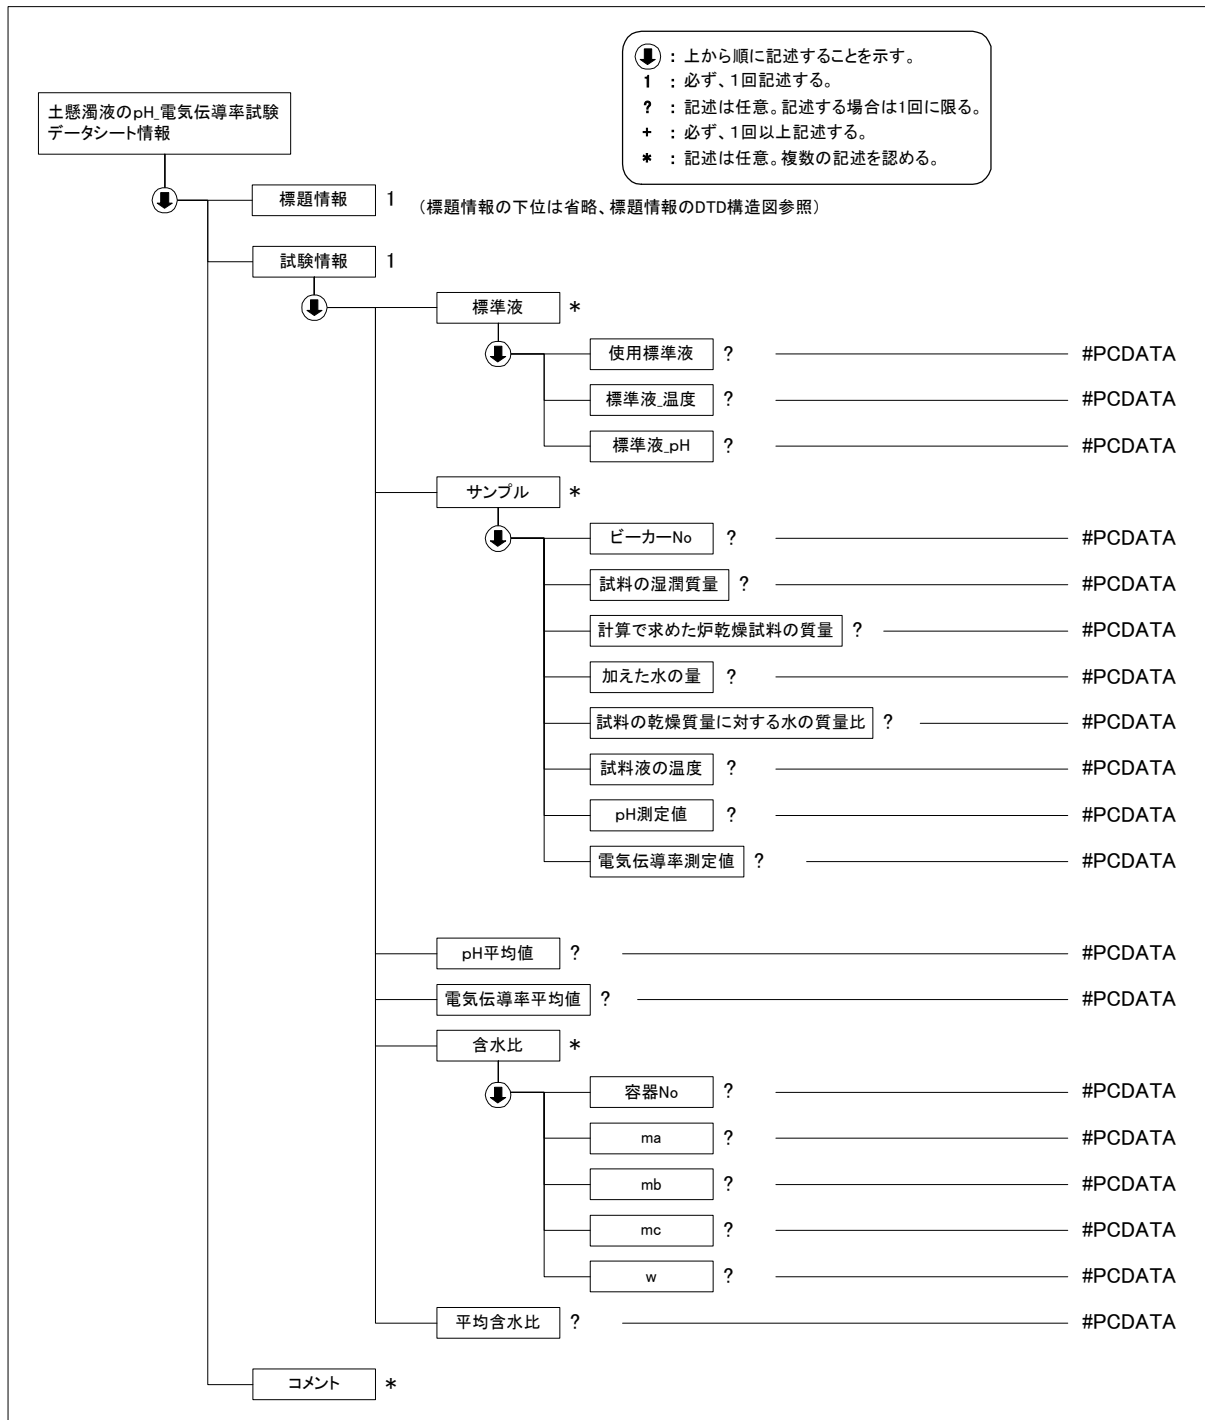 : 上から順に記述することを示す。
1 : 必ず、1回記述する。
? : 記述は任意。記述する場合は1回に限る。
+ : 必ず、1回以上記述する。
* : 記述は任意。複数の記述を認める。
土懸濁液のpH_電気伝導率試験
データシート情報
標題情報 1 (標題情報の下位は省略、標題情報のDTD構造図参照)
試験情報 1
標準液 *
使用標準液 ? #PCDATA
標準液_温度 ? #PCDATA
標準液_pH ? #PCDATA
サンプル *
ビーカーNo ? #PCDATA
試料の湿潤質量 ? #PCDATA
計算で求めた炉乾燥試料の質量 ? #PCDATA
加えた水の量 ? #PCDATA
試料の乾燥質量に対する水の質量比 ? #PCDATA
試料液の温度 ? #PCDATA
pH測定値 ? #PCDATA
電気伝導率測定値 ? #PCDATA
pH平均値 ? #PCDATA
電気伝導率平均値 ? #PCDATA
含水比 *
容器No ? #PCDATA
ma ? #PCDATA
mb ? #PCDATA
mc ? #PCDATA
w ? #PCDATA
平均含水比 ? #PCDATA
コメント *